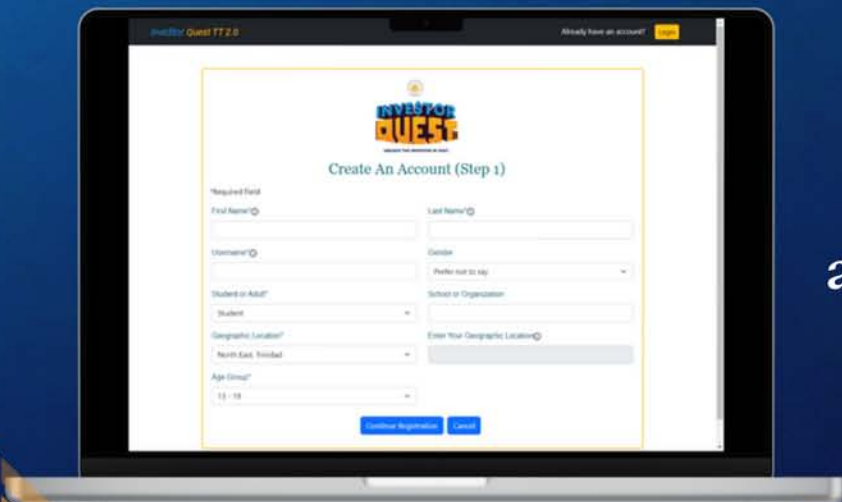 Investor Quest TT 2.0
Already have an account? Login
INVESTOR
QUEST
Create An Account (Step 1)
*Required Field
First Name* Last Name*
Username* Gender
Prefer not to say
Student or Adult* School or Organization
Student
Geographic Location* Enter Your Geographic Location
North East, Trinidad
Age Group*
13 - 18
Continue Registration Cancel
a